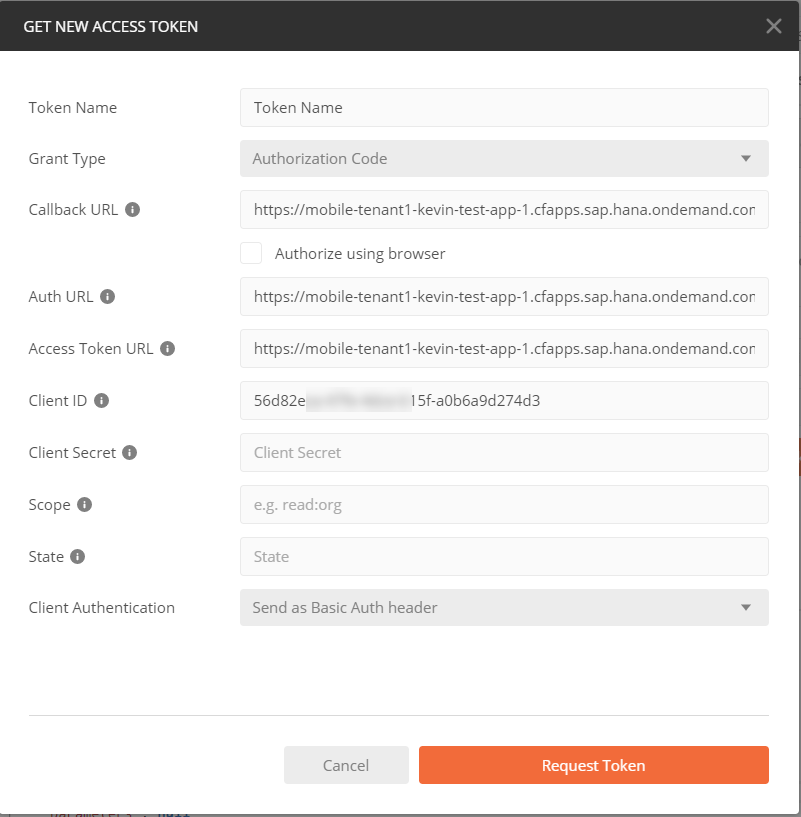 GET NEW ACCESS TOKEN
Token Name Token Name
Grant Type Authorization Code
Callback URL https://mobile-tenant1-kevin-test-app-1.cfapps.sap.hana.ondemand.con
Authorize using browser
Auth URL https://mobile-tenant1-kevin-test-app-1.cfapps.sap.hana.ondemand.con
Access Token URL https://mobile-tenant1-kevin-test-app-1.cfapps.sap.hana.ondemand.con
Client ID 56d82e 15f-a0b6a9d274d3
Client Secret Client Secret
Scope e.g. read:org
State State
Client Authentication Send as Basic Auth header
Cancel Request Token